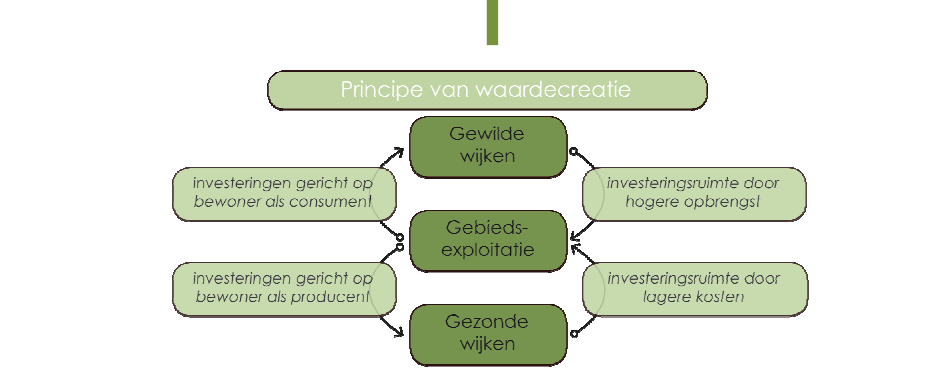 Principe van waardecreatie
Gewilde
wijken
investeringen gericht op
bewoner als consument
investeringsruimte door
hogere opbrengst
Gebieds-
exploitatie
investeringen gericht op
bewoner als producent
investeringsruimte door
lagere kosten
Gezonde
wijken